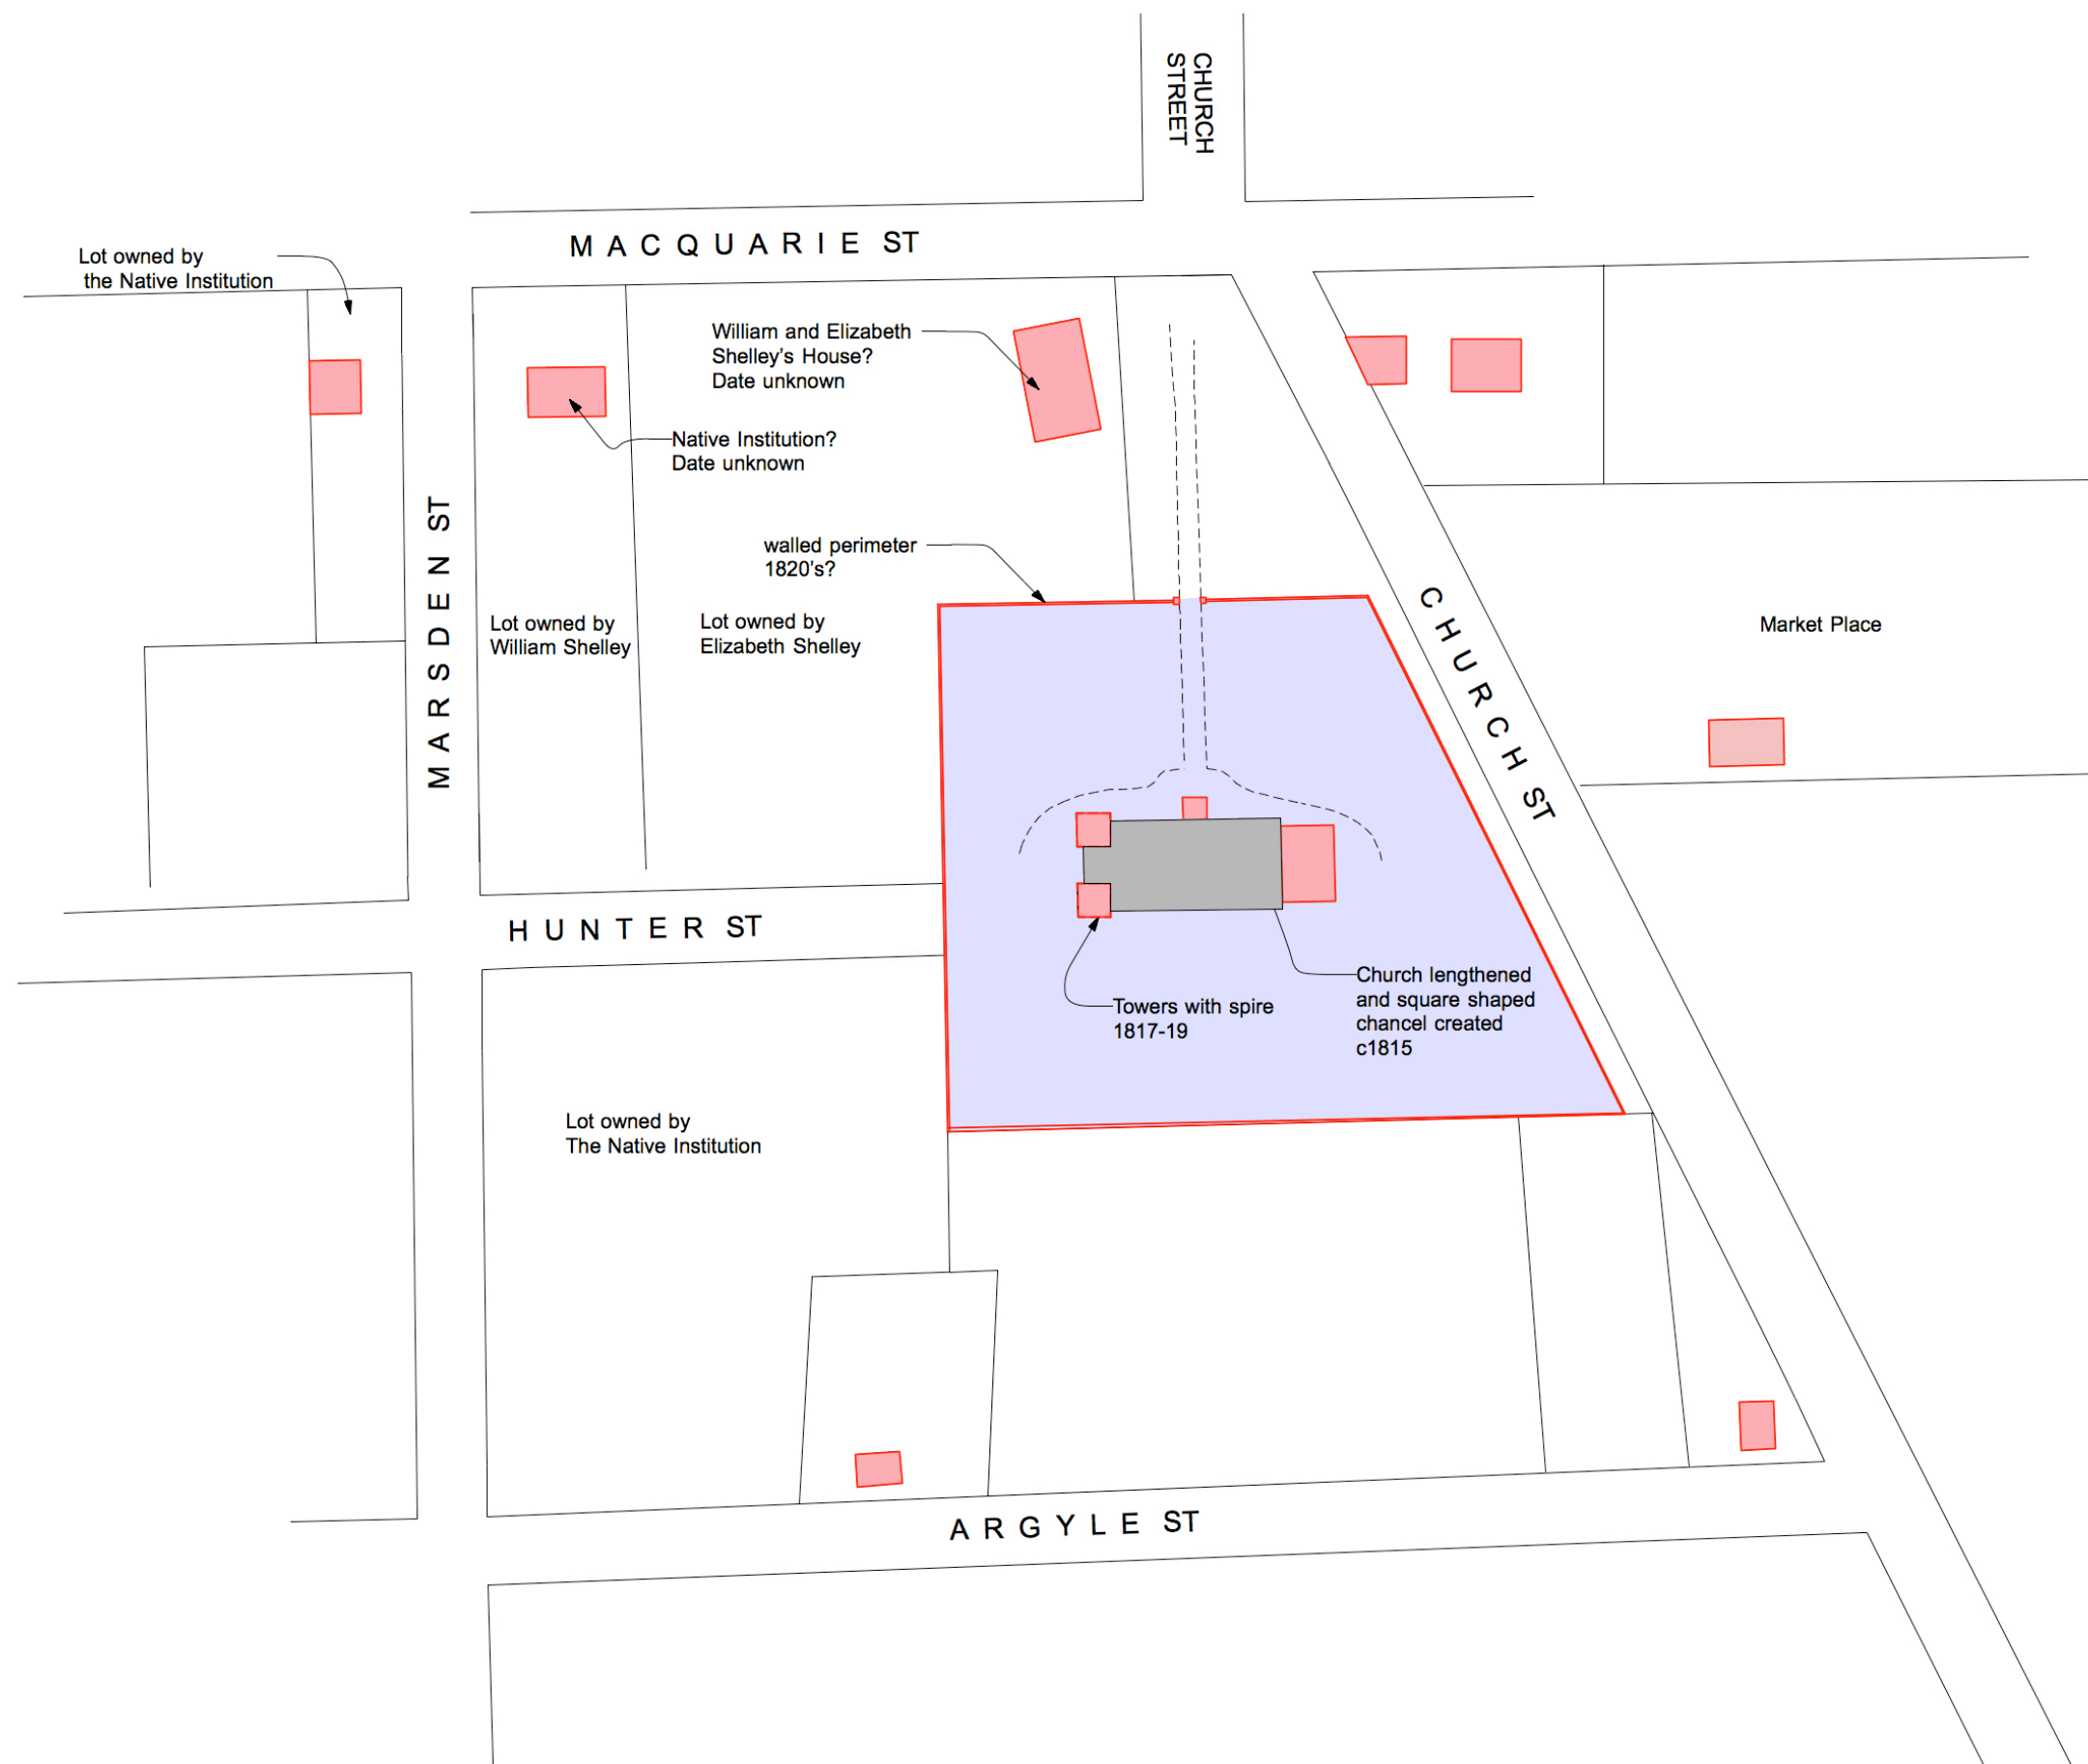 CHURCH
STREET
MACQUARIE ST
Lot owned by
the Native Institution
William and Elizabeth
Shelley's House?
Date unknown
Native Institution?
Date unknown
MARSDEN ST
walled perimeter
1820's?
CHURCH ST
Lot owned by
William Shelley
Lot owned by
Elizabeth Shelley
Market Place
HUNTER ST
Church lengthened
and square shaped
chancel created
c1815
Towers with spire
1817-19
Lot owned by
The Native Institution
ARGYLE ST